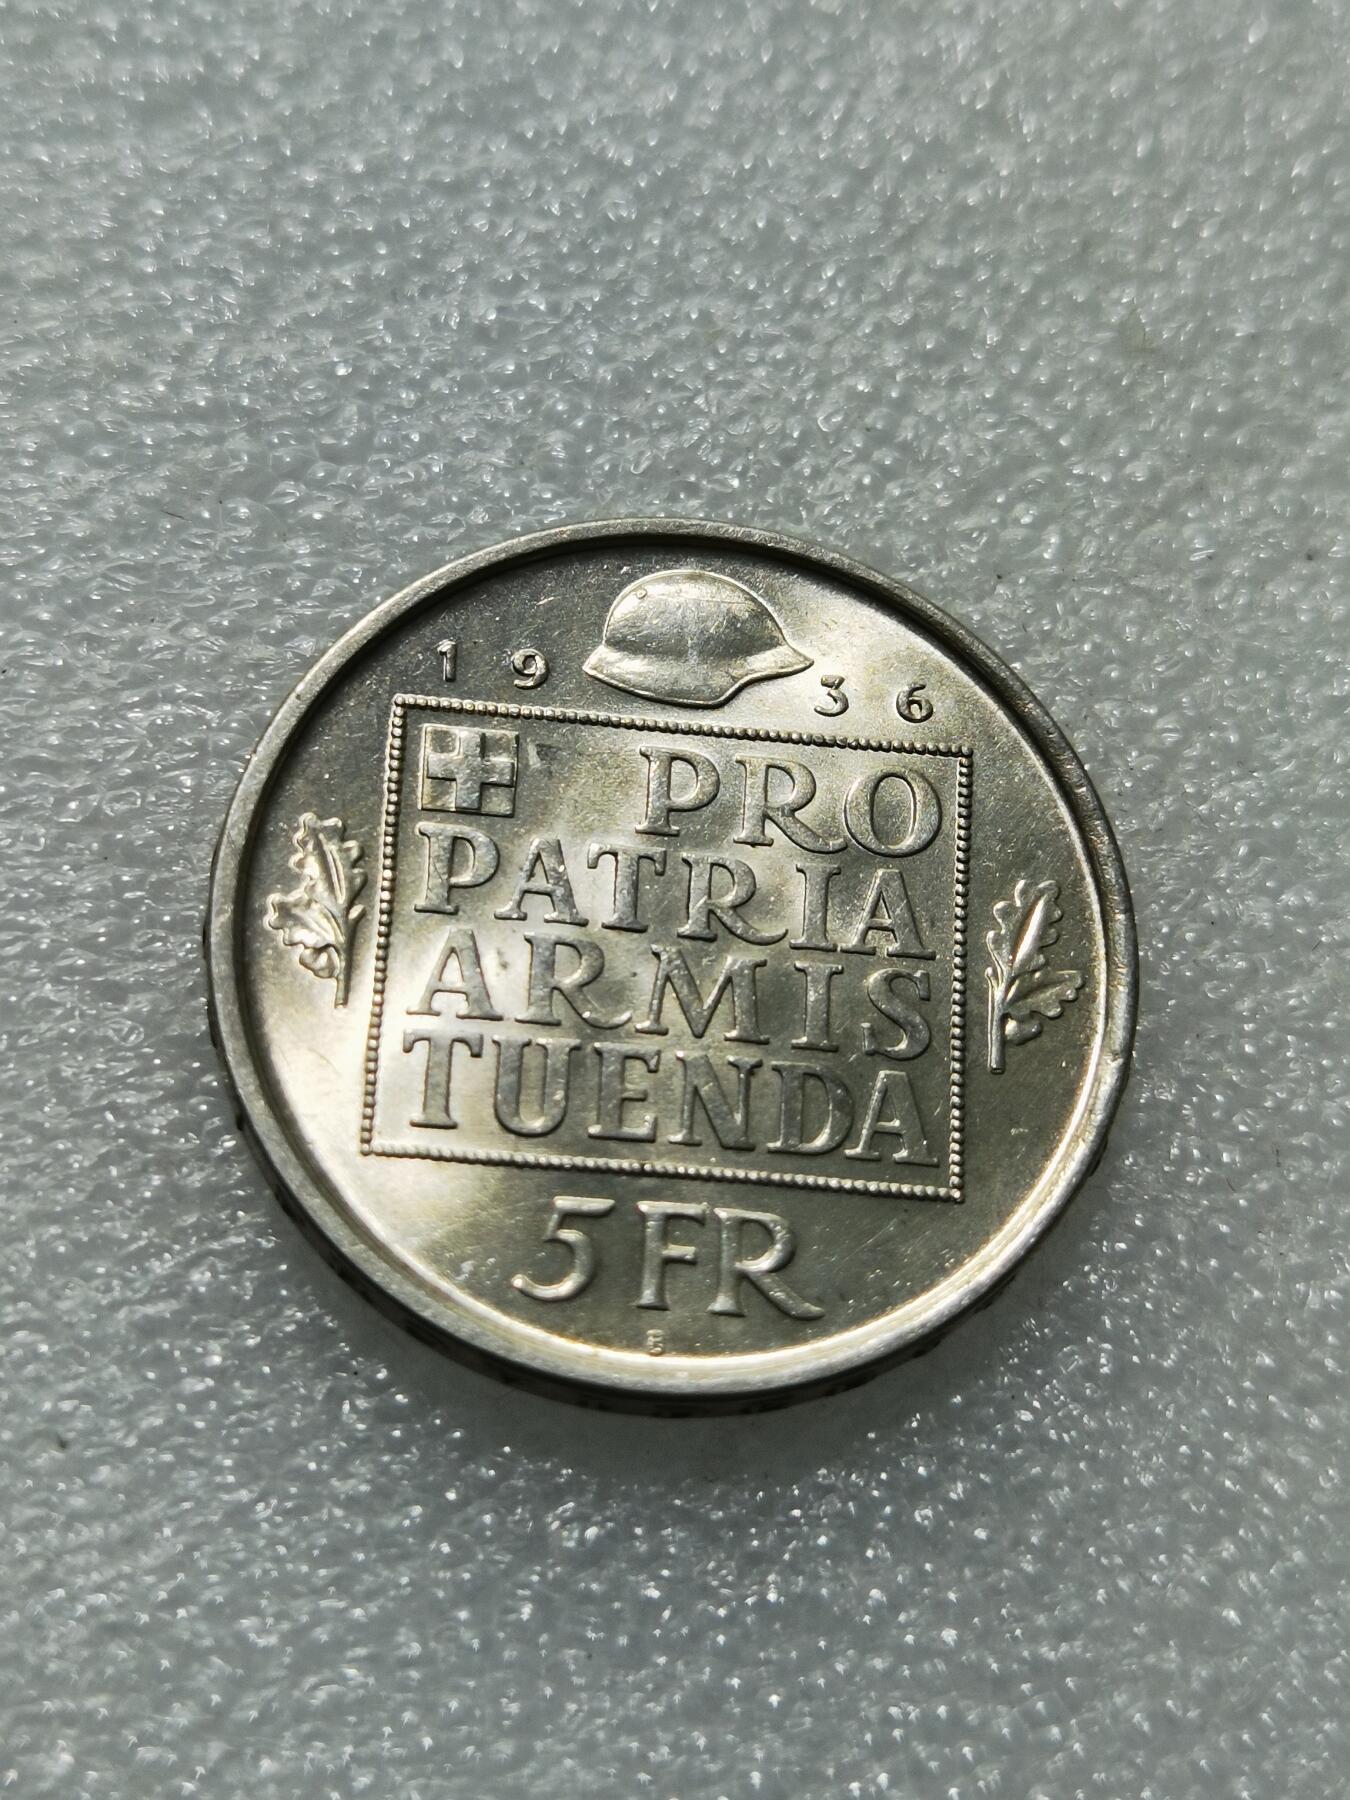 1936
PRO
PATRIA
ARMIS
TUENDA
5 FR
B